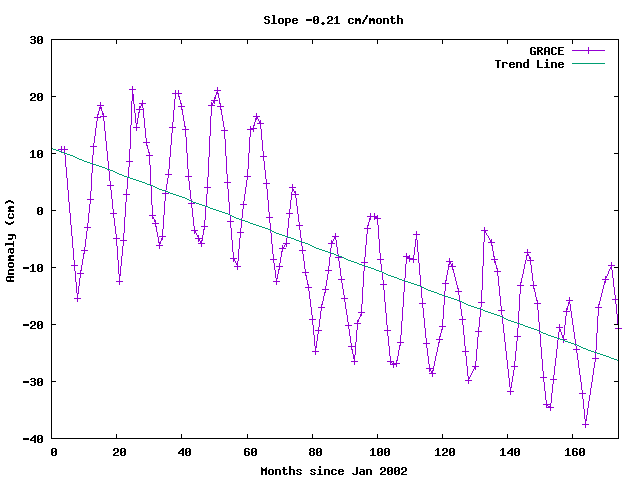 Slope -0.21 cm/month
30
20
10
0
-10
-20
-30
-40
Anomaly (cm)
GRACE
Trend Line
0 20 40 60 80 100 120 140 160
Months since Jan 2002